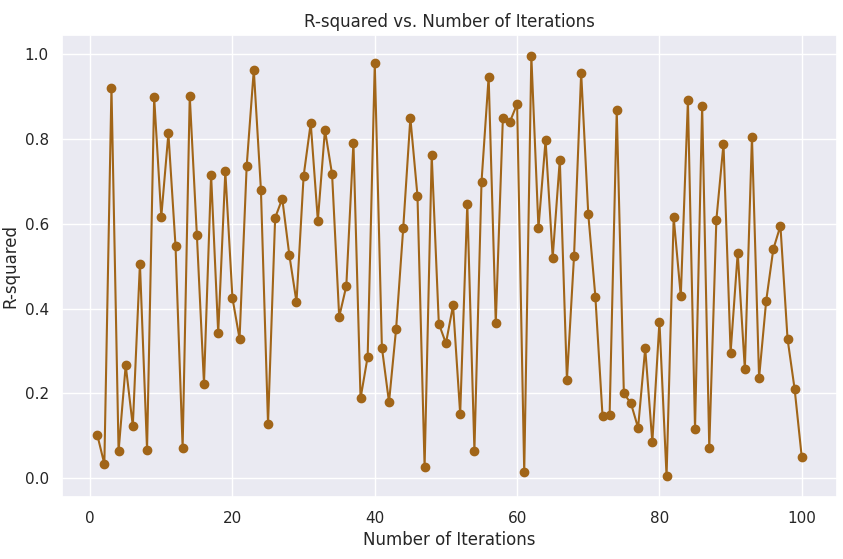 R-squared vs. Number of Iterations
R-squared
1.0
0.8
0.6
0.4
0.2
0.0
0 20 40 60 80 100
Number of Iterations